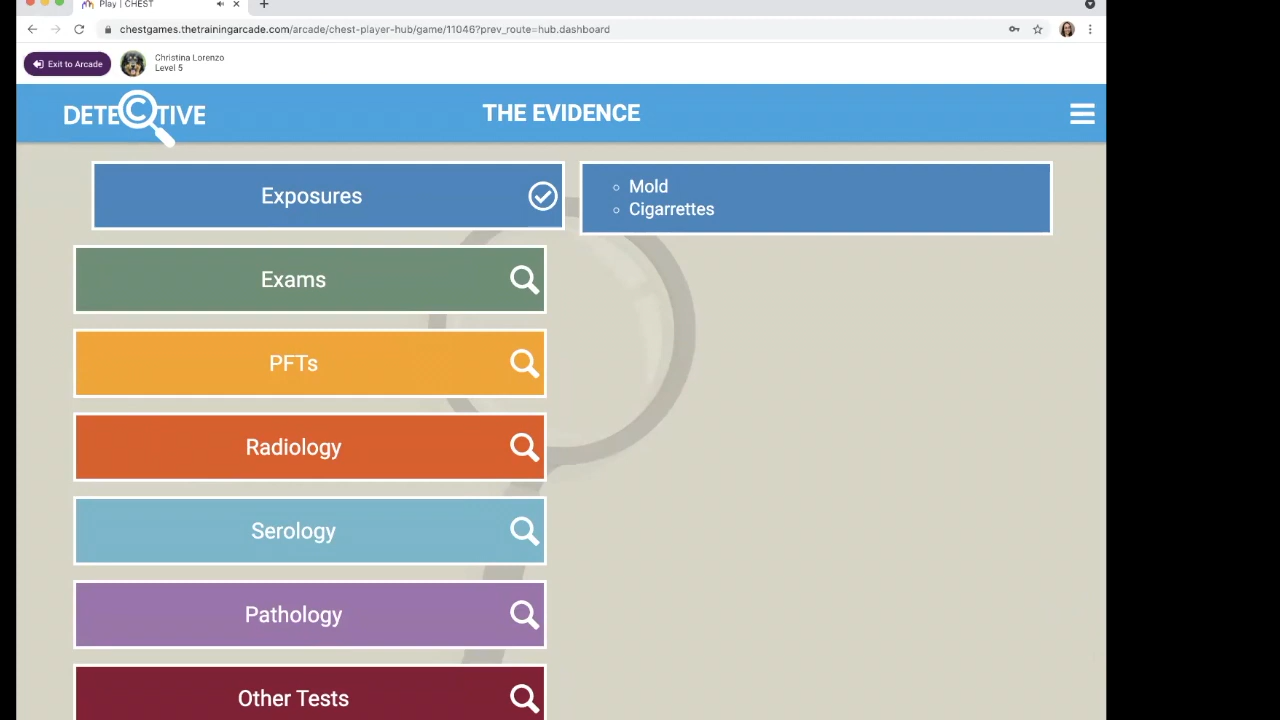 Play | CHEST
chestgames.thetrainingarcade.com/arcade/chest-player-hub/game/11046?prev_route=hub.dashboard
Exit to Arcade
Christina Lorenzo
Level 5
DETECTIVE
THE EVIDENCE
Exposures
Mold
Cigarrettes
Exams
PFTs
Radiology
Serology
Pathology
Other Tests